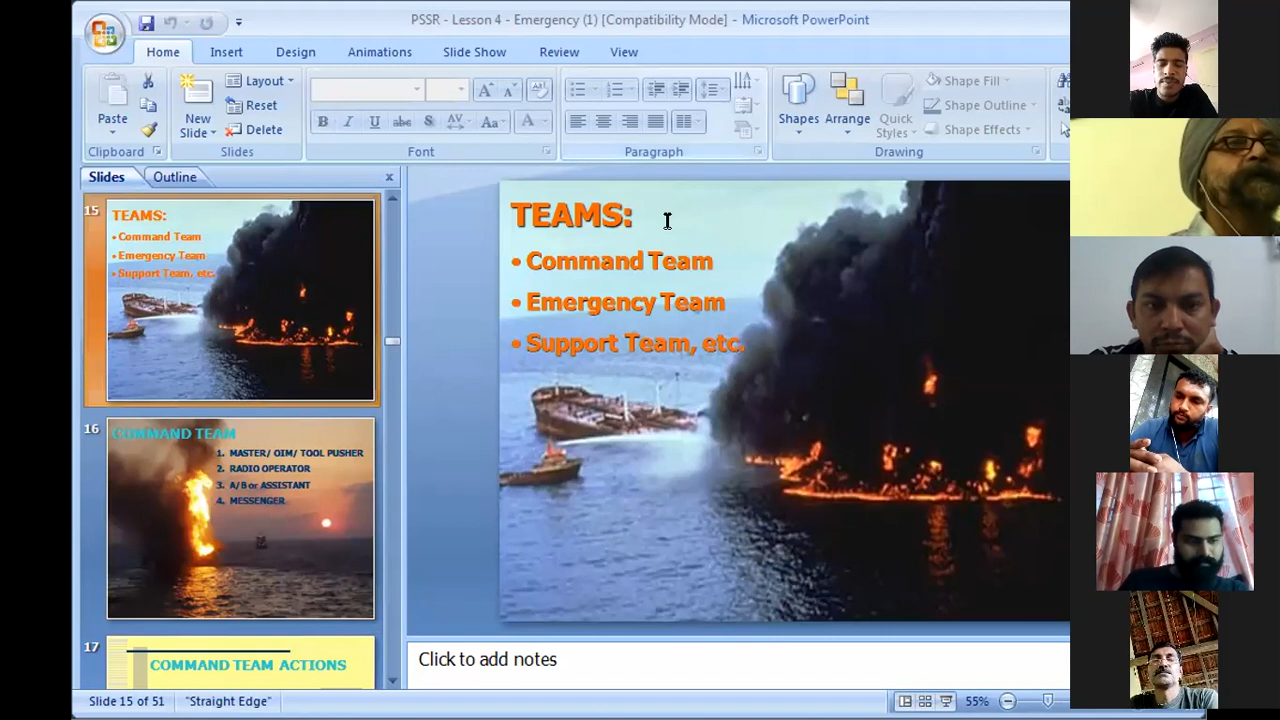 PSSR - Lesson 4 - Emergency (1) [Compatibility Mode] - Microsoft PowerPoint
Home Insert Design Animations Slide Show Review View
Paste
Clipboard
New
Slide
Layout
Reset
Delete
Slides
Font
Paragraph
Shapes
Arrange
Quick
Styles
Shape Fill
Shape Outline
Shape Effects
Drawing
Slides Outline
15
TEAMS:
• Command Team
• Emergency Team
• Support Team, etc.
16
COMMAND TEAM
1. MASTER/ OIM/ TOOL PUSHER
2. RADIO OPERATOR
3. A/B or ASSISTANT
4. MESSENGER
17
COMMAND TEAM ACTIONS
TEAMS:
• Command Team
• Emergency Team
• Support Team, etc.
Click to add notes
Slide 15 of 51 "Straight Edge" 55%